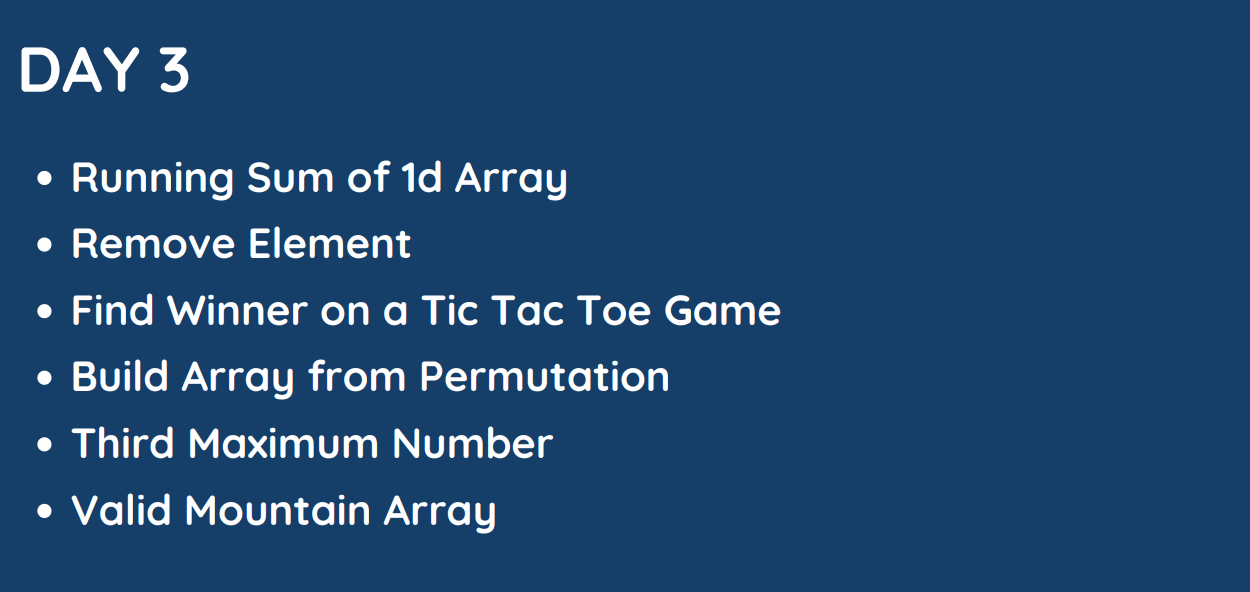 DAY 3
• Running Sum of 1d Array
• Remove Element
• Find Winner on a Tic Tac Toe Game
• Build Array from Permutation
• Third Maximum Number
• Valid Mountain Array